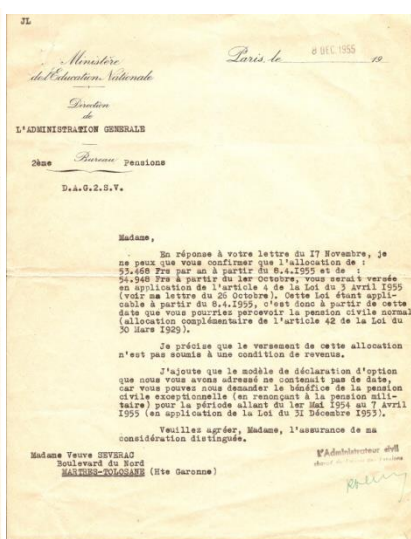 JL
Ministère
de l'Education Nationale
Paris, le 8 DEC 1955 19
Direction
de
L'ADMINISTRATION GENERALE
2ème Bureau Pensions
D.A.G.2.S.V.
Madame,
En réponse à votre lettre du I7 Novembre, je
ne peux que vous confirmer que l'allocation de :
53.468 Frs par an à partir du 8.4.I955 et de :
54.948 Frs à partir du 1er Octobre, vous serait versée
en application de l'article 4 de la Loi du 3 Avril I955
(voir ma lettre du 26 Octobre). Cette Loi étant appli-
cable à partir du 8.4.I955, c'est donc à partir de cette
date que vous pourriez percevoir la pension civile normal
(allocation complémentaire de l'article 42 de la Loi du
30 Mars I929).
Je précise que le versement de cette allocation
n'est pas soumis à une condition de revenus.
J'ajoute que le modèle de déclaration d'option
que nous vous avons adressé ne contenait pas de date,
car vous pouvez nous demander le bénéfice de la pension
civile exceptionnelle (en renonçant à la pension mili-
taire) pour la période allant du 1er Mai I954 au 7 Avril
I955 (en application de la Loi du 3I Décembre I953).
Veuillez agréer, Madame, l'assurance de ma
considération distinguée.
Madame Veuve SEVERAC
Boulevard du Nord
MARTRES-TOLOSANE (Hte Garonne)
l'Administrateur civil